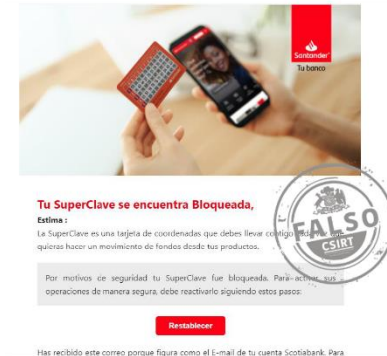 Santander
Tu banco
Tu SuperClave se encuentra Bloqueada,
Estima :
La SuperClave es una tarjeta de coordenadas que debes llevar contigo cada vez que
quieras hacer un movimiento de fondos desde tus productos.
FALSO
CSIRT
Por motivos de seguridad tu SuperClave fue bloqueada. Para activar sus
operaciones de manera segura, debe reactivarlo siguiendo estos pasos:
Restablecer
Has recibido este correo porque figura como el E-mail de tu cuenta Scotiabank. Para